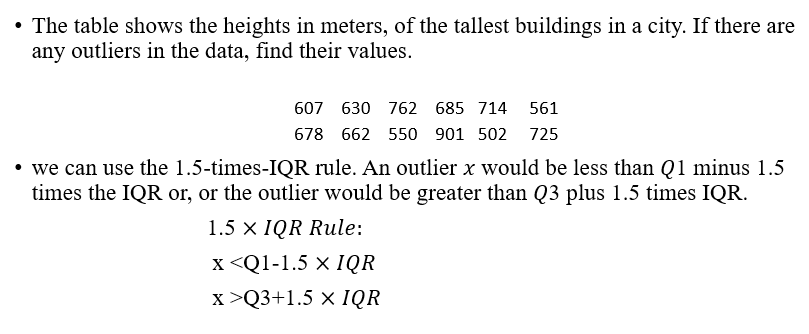 • The table shows the heights in meters, of the tallest buildings in a city. If there are
any outliers in the data, find their values.
607 630 762 685 714 561
678 662 550 901 502 725
• we can use the 1.5-times-IQR rule. An outlier x would be less than Q1 minus 1.5
times the IQR or, or the outlier would be greater than Q3 plus 1.5 times IQR.
1.5 × IQR Rule:
x <Q1-1.5 × IQR
x >Q3+1.5 × IQR